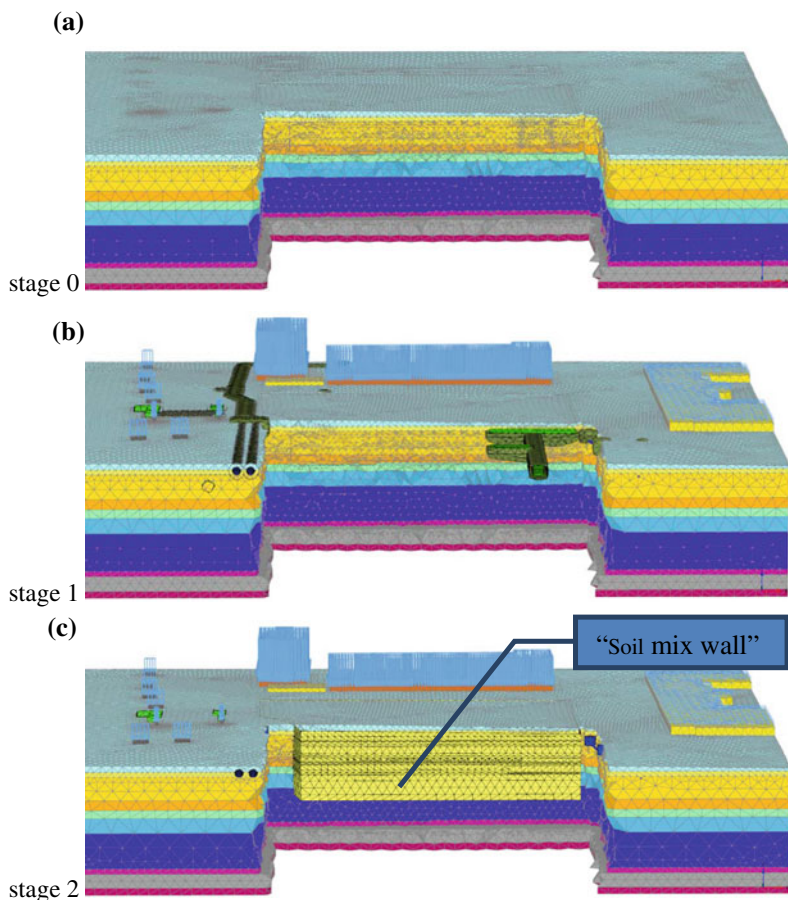 (a)
stage 0
(b)
stage 1
(c)
“Soil mix wall”
stage 2